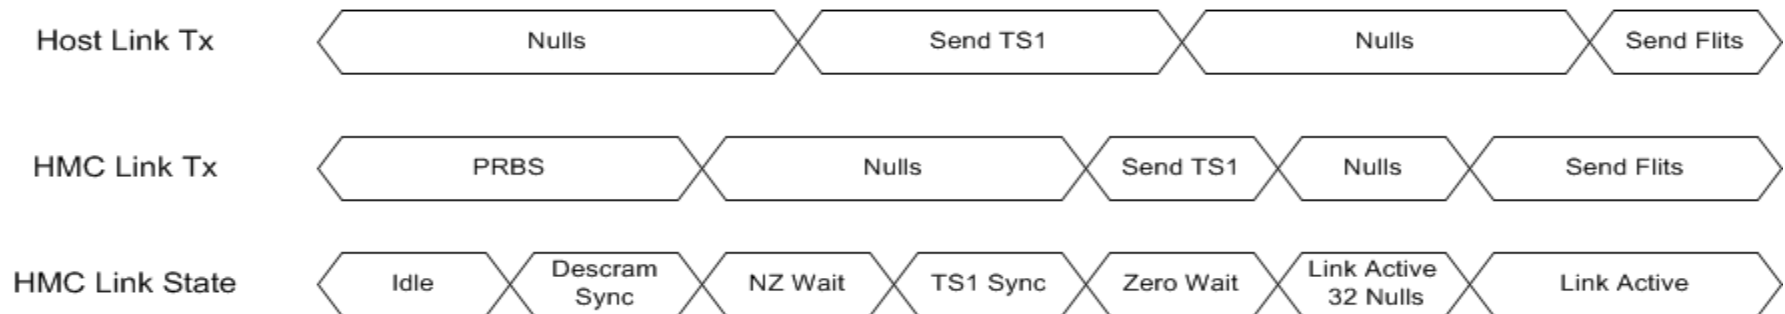 Host Link Tx Nulls Send TS1 Nulls Send Flits
HMC Link Tx PRBS Nulls Send TS1 Nulls Send Flits
HMC Link State Idle Descram Sync NZ Wait TS1 Sync Zero Wait Link Active 32 Nulls Link Active